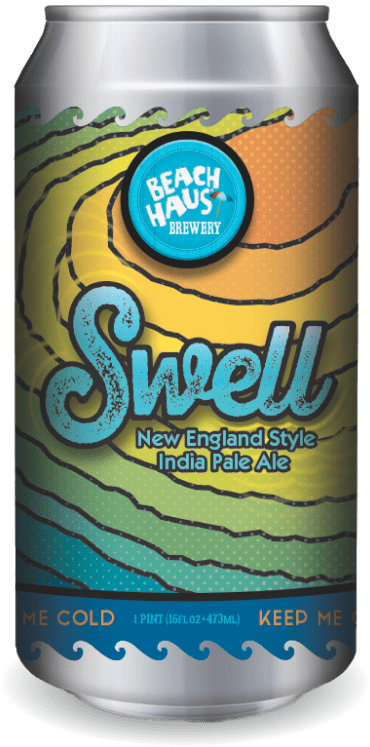 BEACH
HAUS
BREWERY
Swell
New England Style
India Pale Ale
ME COLD 1 PINT (16FL OZ•473ML) KEEP ME